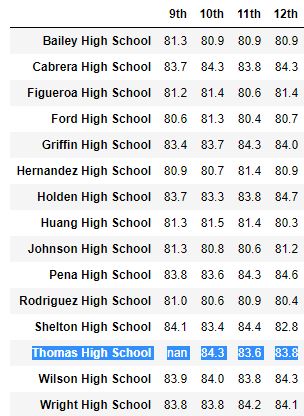 9th 10th 11th 12th
Bailey High School 81.3 80.9 80.9 80.9
Cabrera High School 83.7 84.3 83.8 84.3
Figueroa High School 81.2 81.4 80.6 81.4
Ford High School 80.6 81.3 80.4 80.7
Griffin High School 83.4 83.7 84.3 84.0
Hernandez High School 80.9 80.7 81.4 80.9
Holden High School 83.7 83.3 83.8 84.7
Huang High School 81.3 81.5 81.4 80.3
Johnson High School 81.3 80.8 80.6 81.2
Pena High School 83.8 83.6 84.3 84.6
Rodriguez High School 81.0 80.6 80.9 80.4
Shelton High School 84.1 83.4 84.4 82.8
Thomas High School nan 84.3 83.6 83.8
Wilson High School 83.9 84.0 83.8 84.3
Wright High School 83.8 83.8 84.2 84.1